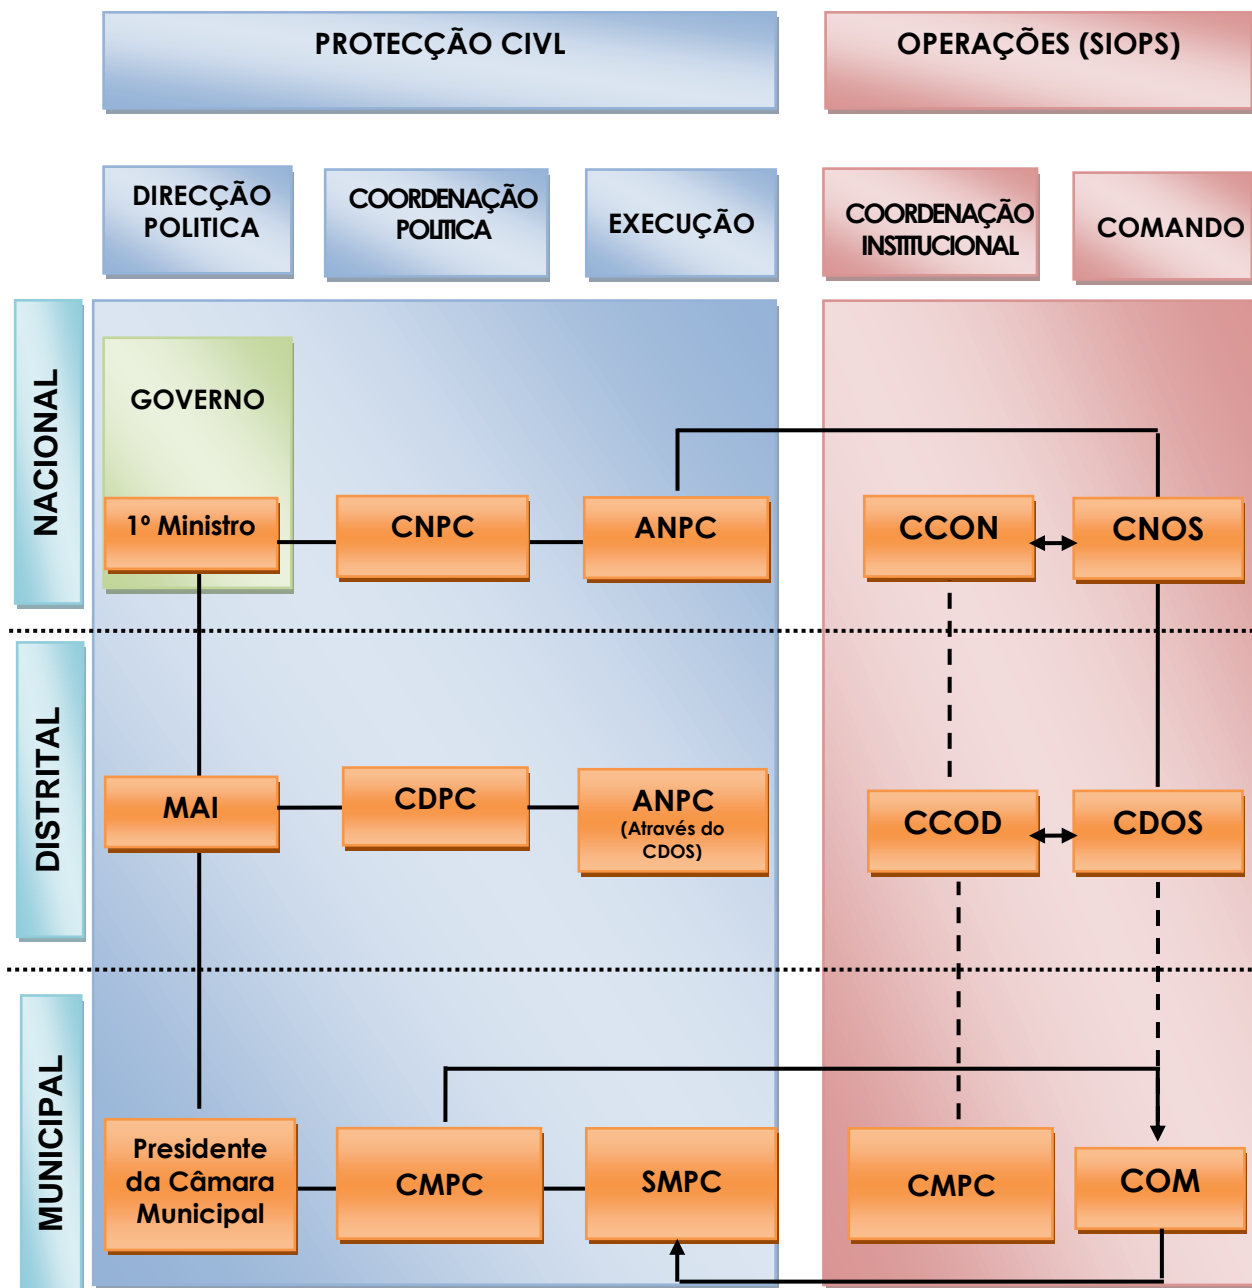 PROTECÇÃO CIVL
OPERAÇÕES (SIOPS)
DIRECÇÃO
POLITICA
COORDENAÇÃO
POLITICA
EXECUÇÃO
COORDENAÇÃO
INSTITUCIONAL
COMANDO
NACIONAL
GOVERNO
1º Ministro
CNPC
ANPC
CCON
CNOS
DISTRITAL
MAI
CDPC
ANPC
(Através do
CDOS)
CCOD
CDOS
MUNICIPAL
Presidente
da Câmara
Municipal
CMPC
SMPC
CMPC
COM